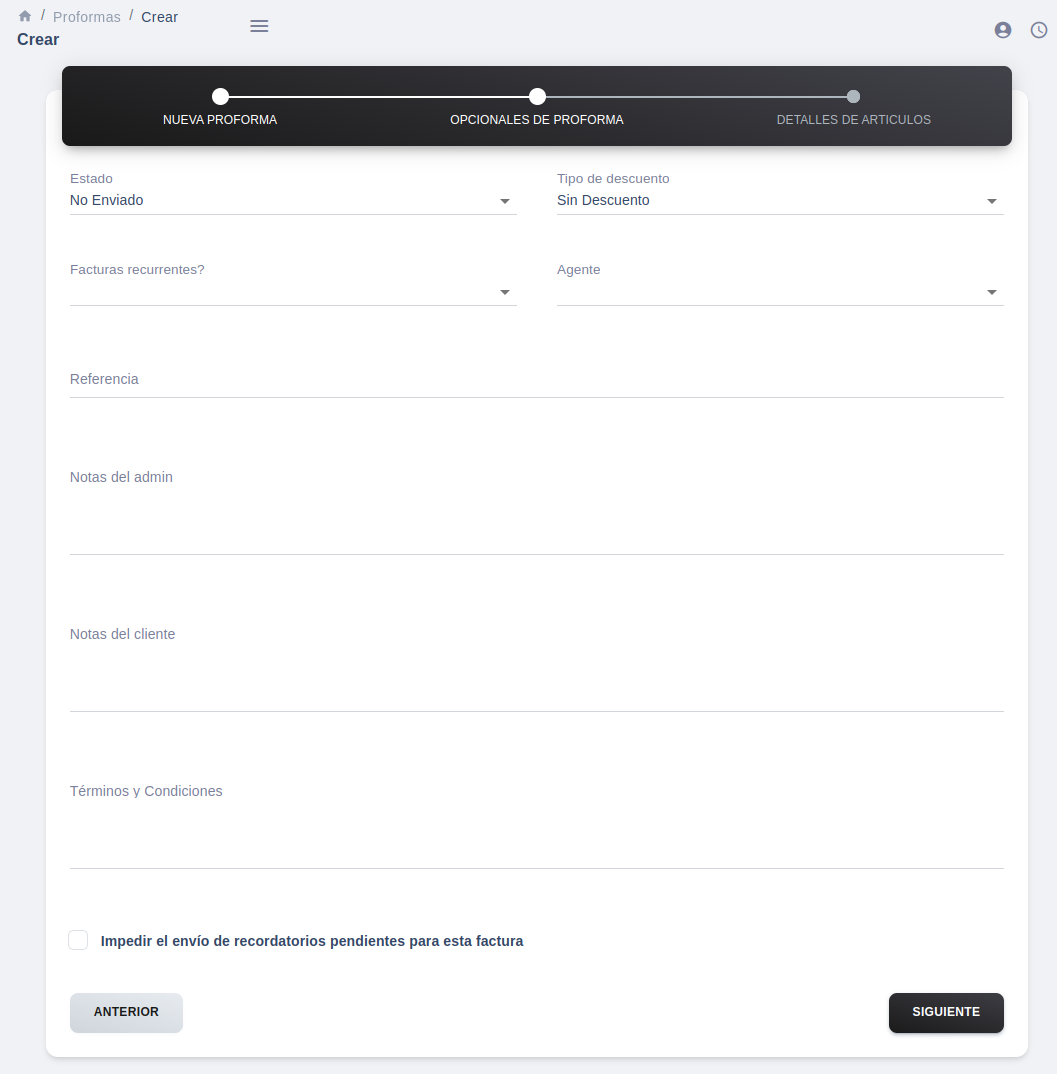 / Proformas / Crear
Crear
NUEVA PROFORMA OPCIONALES DE PROFORMA DETALLES DE ARTICULOS
Estado Tipo de descuento
No Enviado Sin Descuento
Facturas recurrentes? Agente
Referencia
Notas del admin
Notas del cliente
Términos y Condiciones
Impedir el envío de recordatorios pendientes para esta factura
ANTERIOR SIGUIENTE